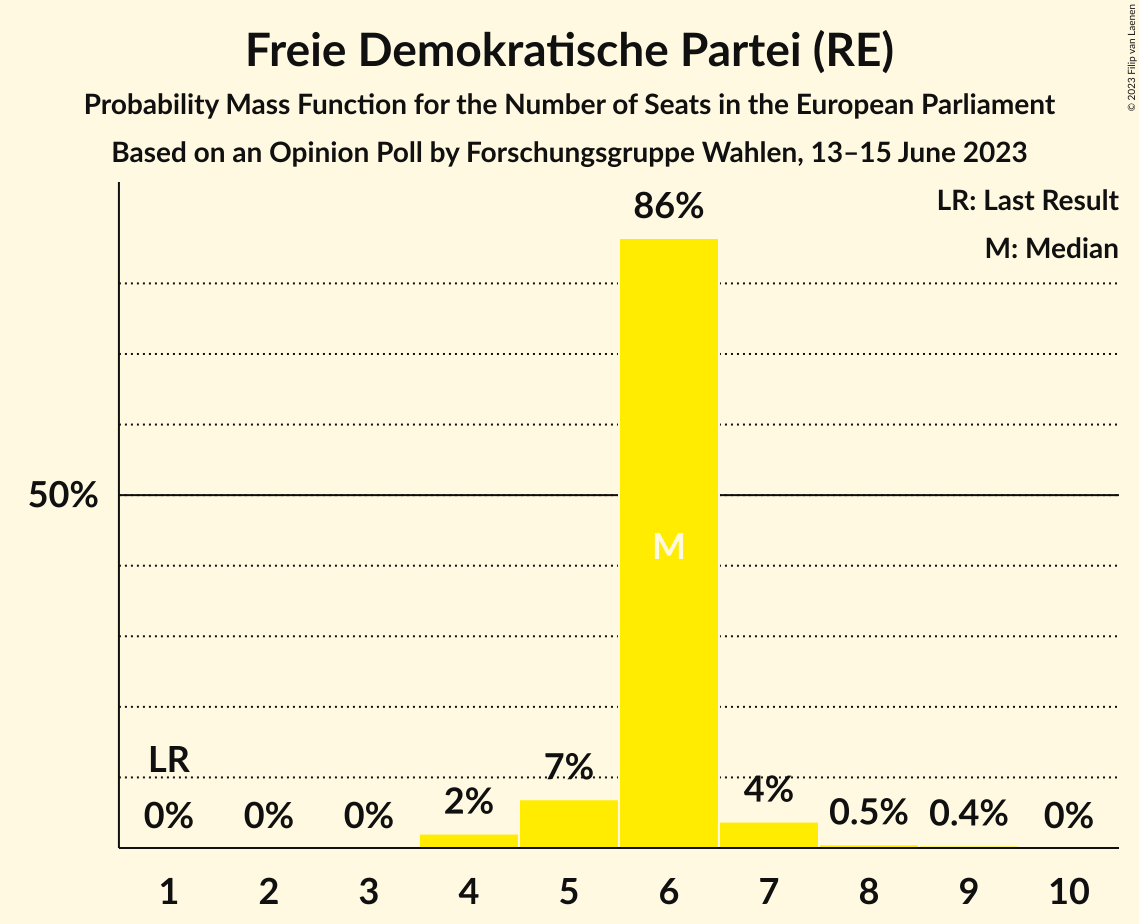 Freie Demokratische Partei (RE)
Probability Mass Function for the Number of Seats in the European Parliament
Based on an Opinion Poll by Forschungsgruppe Wahlen, 13–15 June 2023
© 2023 Filip van Laenen
LR: Last Result
M: Median
86%
50%
M
LR
0%
0%
0%
2%
7%
4%
0.5%
0.4%
0%
1 2 3 4 5 6 7 8 9 10